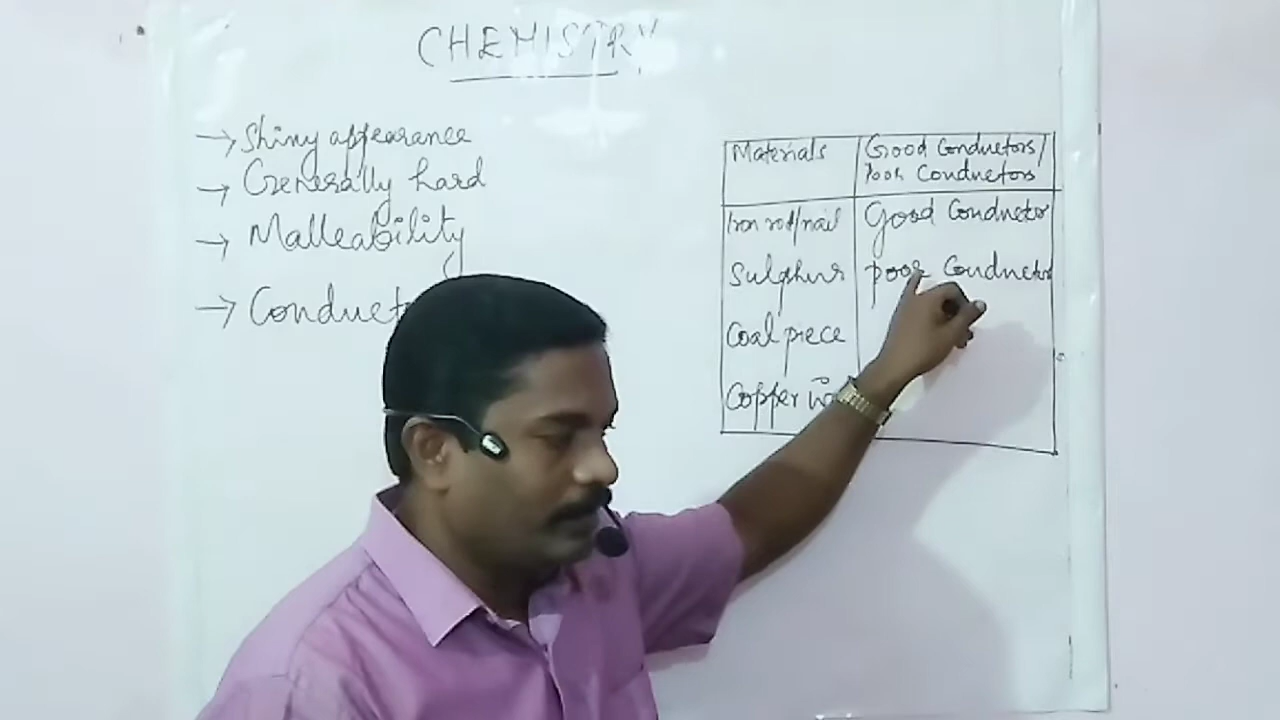 CHEMISTRY
→ Shiny appearance
→ Generally hard
→ Malleability
→ Conduct
Materials
Good Conductors/
Poor Conductors
Iron rod/nail
Good Conductor
Sulphur
poor Conductor
Coal piece
Copper